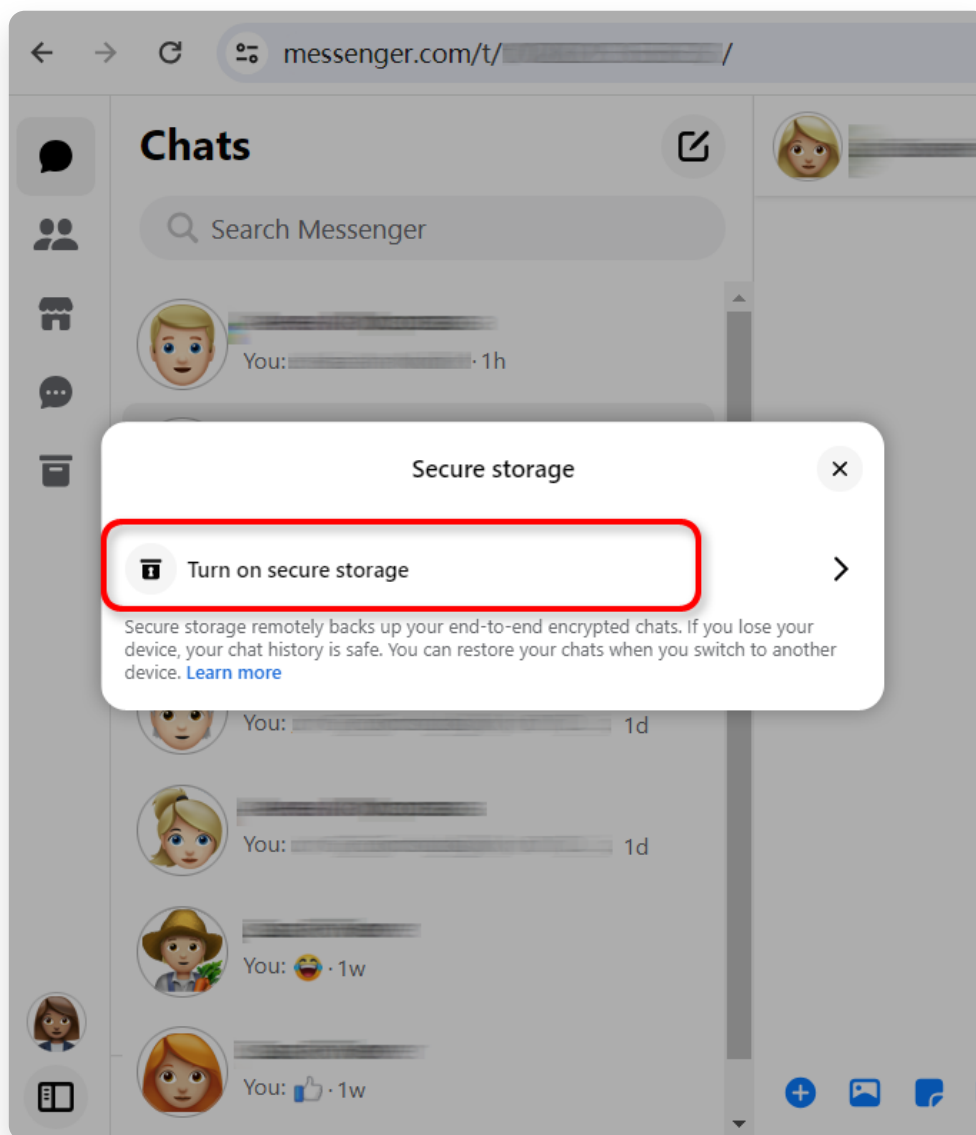 messenger.com/t/ /
Chats
Search Messenger
You: · 1h
Secure storage
Turn on secure storage
Secure storage remotely backs up your end-to-end encrypted chats. If you lose your
device, your chat history is safe. You can restore your chats when you switch to another
device. Learn more
You: 1d
You: 1d
You: 😂 · 1w
You: 👍 · 1w